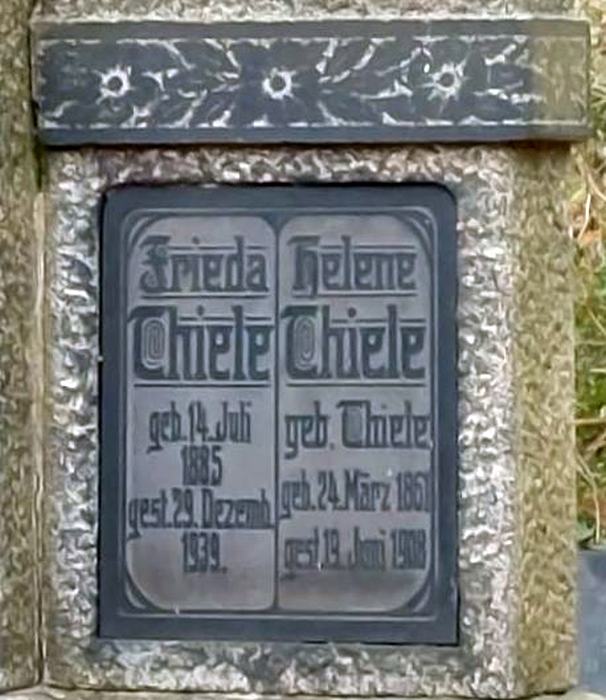 Frieda
Thiele
geb. 14. Juli
1885
gest. 29. Dezemb.
1939.
Helene
Thiele
geb. Thiele
geb. 24. März 1861
gest. 19. Juni 1908